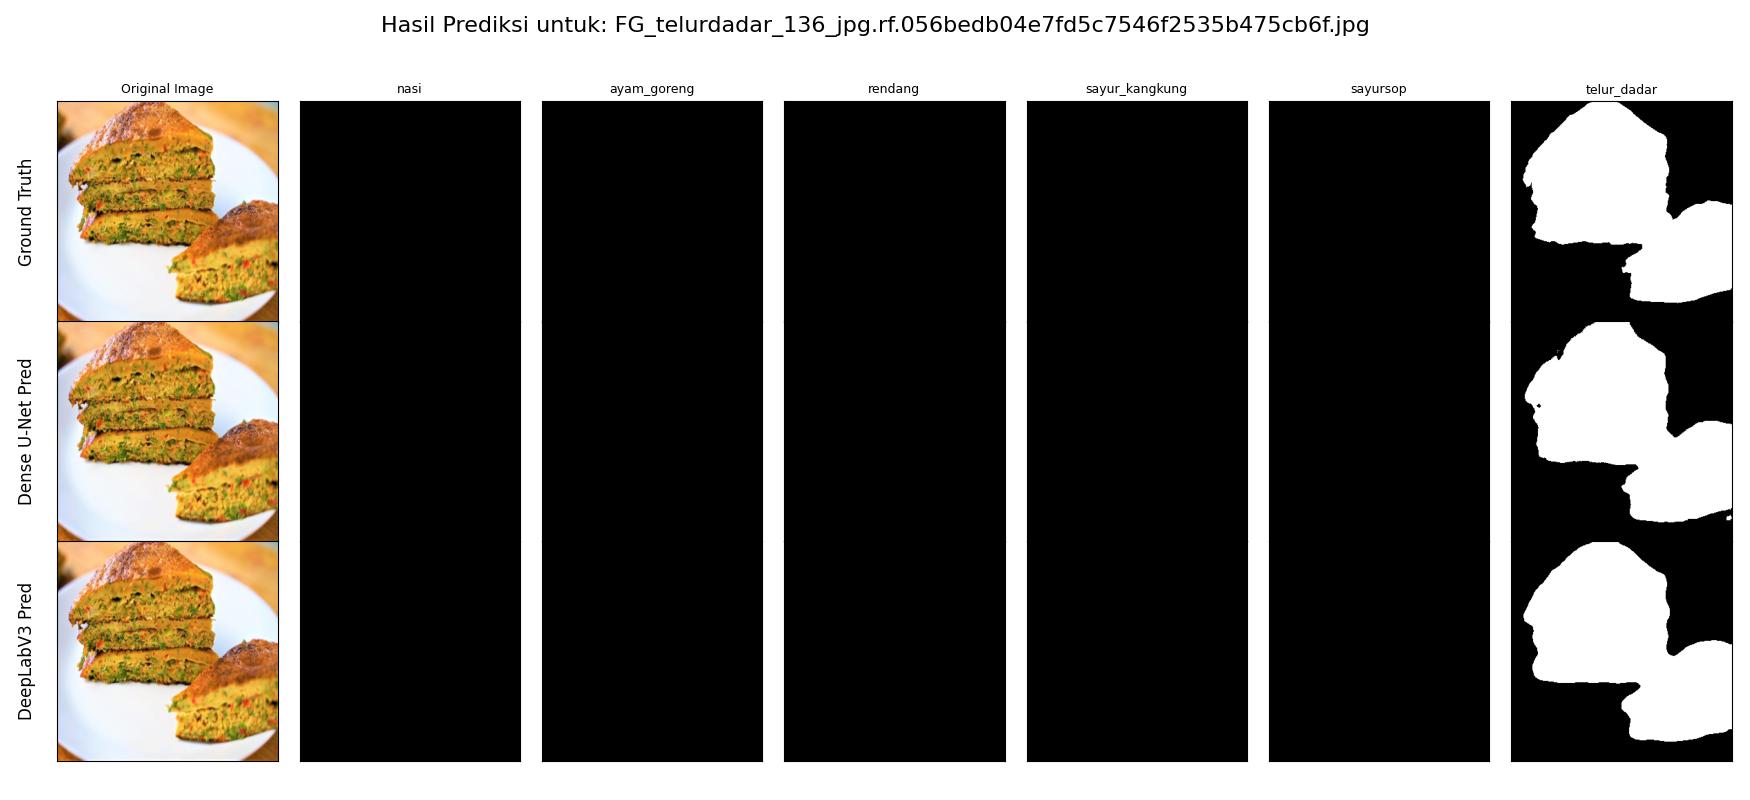 Hasil Prediksi untuk: FG_telurdadar_136_jpg.rf.056bedb04e7fd5c7546f2535b475cb6f.jpg
Original Image
nasi
ayam_goreng
rendang
sayur_kangkung
sayursop
telur_dadar
Ground Truth
Dense U-Net Pred
DeepLabV3 Pred